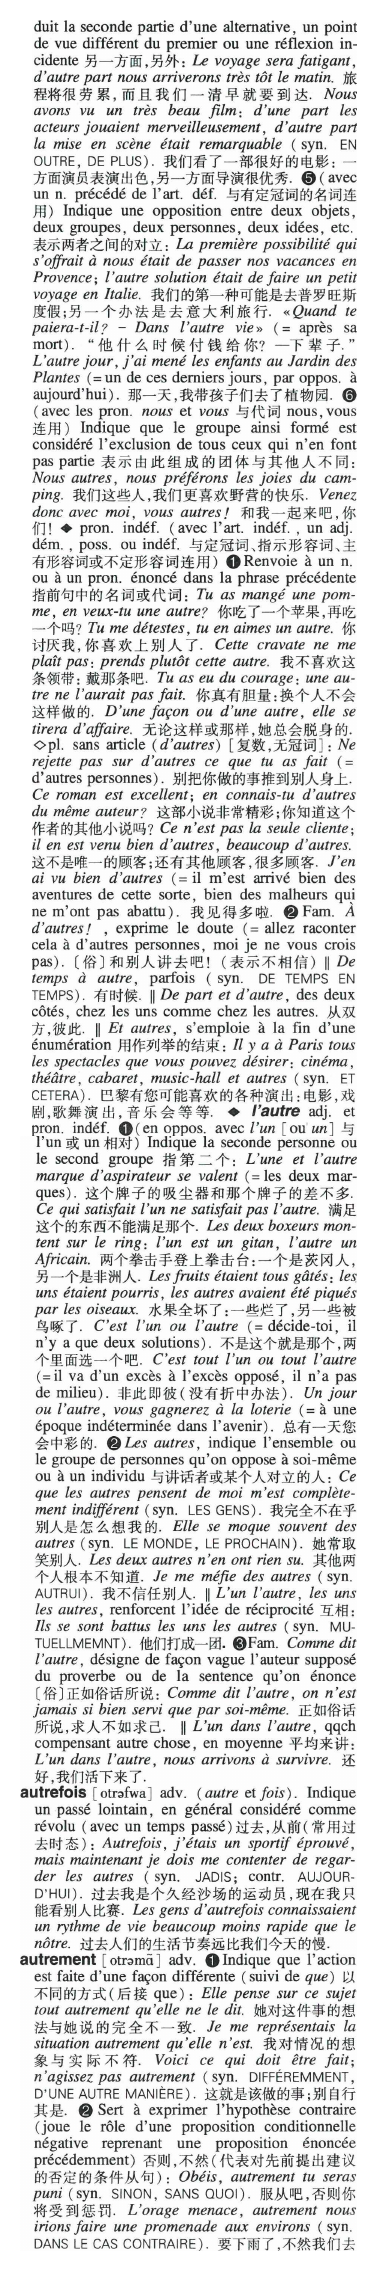 duit la seconde partie d'une alternative, un point
de vue différent du premier ou une réflexion in-
cidente 另一方面,另外: Le voyage sera fatigant,
d'autre part nous arriverons très tôt le matin. 旅
程将很劳累,而且我们一清早就要到达. Nous
avons vu un très beau film: d'une part les
acteurs jouaient merveilleusement, d'autre part
la mise en scène était remarquable (syn. EN
OUTRE, DE PLUS). 我们看了一部很好的电影: 一
方面演员表演出色,另一方面导演很优秀. ❺(avec
un n. précédé de l'art. déf. 与有定冠词的名词连
用) Indique une opposition entre deux objets,
deux groupes, deux personnes, deux idées, etc.
表示两者之间的对立: La première possibilité qui
s'offrait à nous était de passer nos vacances en
Provence; l'autre solution était de faire un petit
voyage en Italie. 我们的第一种可能是去普罗旺斯
度假;另一个办法是去意大利旅行. «Quand te
paiera-t-il? – Dans l'autre vie» (= après sa
mort). “他什么时候付钱给你? —下辈子.”
L'autre jour, j'ai mené les enfants au Jardin des
Plantes (=un de ces derniers jours, par oppos. à
aujourd'hui). 那一天,我带孩子们去了植物园. ❻
(avec les pron. nous et vous 与代词 nous,vous
连用) Indique que le groupe ainsi formé est
considéré l'exclusion de tous ceux qui n'en font
pas partie 表示由此组成的团体与其他人不同:
Nous autres, nous préférons les joies du cam-
ping. 我们这些人,我们更喜欢野营的快乐. Venez
donc avec moi, vous autres! 和我一起来吧,你
们! ◆ pron. indéf. (avec l'art. indéf., un adj.
dém., poss. ou indéf. 与定冠词、指示形容词、主
有形容词或不定形容词连用) ❶Renvoie à un n.
ou à un pron. énoncé dans la phrase précédente
指前句中的名词或代词: Tu as mangé une pom-
me, en veux-tu une autre? 你吃了一个苹果,再吃
一个吗? Tu me détestes, tu en aimes un autre. 你
讨厌我,你喜欢上别人了. Cette cravate ne me
plaît pas: prends plutôt cette autre. 我不喜欢这
条领带: 戴那条吧. Tu as eu du courage: une au-
tre ne l'aurait pas fait. 你真有胆量:换个人不会
这样做的. D'une façon ou d'une autre, elle se
tirera d'affaire. 无论这样或那样,她总会脱身的.
◇pl. sans article (d'autres) [复数,无冠词]: Ne
rejette pas sur d'autres ce que tu as fait (=
d'autres personnes). 别把你做的事推到别人身上.
Ce roman est excellent; en connais-tu d'autres
du même auteur? 这部小说非常精彩;你知道这个
作者的其他小说吗? Ce n'est pas la seule cliente;
il en est venu bien d'autres, beaucoup d'autres.
这不是唯一的顾客;还有其他顾客,很多顾客. J'en
ai vu bien d'autres (=il m'est arrivé bien des
aventures de cette sorte, bien des malheurs qui
ne m'ont pas abattu). 我见得多啦. ❷ Fam. À
d'autres! , exprime le doute (= allez raconter
cela à d'autres personnes, moi je ne vous crois
pas). 〔俗〕和别人讲去吧! (表示不相信) ‖ De
temps à autre, parfois (syn. DE TEMPS EN
TEMPS). 有时候. ‖ De part et d'autre, des deux
côtés, chez les uns comme chez les autres. 从双
方,彼此. ‖ Et autres, s'emploie à la fin d'une
énumération 用作列举的结束: Il y a à Paris tous
les spectacles que vous pouvez désirer: cinéma,
théâtre, cabaret, music-hall et autres (syn. ET
CETERA). 巴黎有您可能喜欢的各种演出:电影,戏
剧,歌舞演出,音乐会等等. ◆ l'autre adj. et
pron. indéf. ❶(en oppos. avec l'un [ou un] 与
l'un 或 un 相对) Indique la seconde personne ou
le second groupe 指第二个: L'une et l'autre
marque d'aspirateur se valent (=les deux mar-
ques). 这个牌子的吸尘器和那个牌子的差不多.
Ce qui satisfait l'un ne satisfait pas l'autre. 满足
这个的东西不能满足那个. Les deux boxeurs mon-
tent sur le ring: l'un est un gitan, l'autre un
Africain. 两个拳击手登上拳击台:一个是茨冈人,
另一个是非洲人. Les fruits étaient tous gâtés: les
uns étaient pourris, les autres avaient été piqués
par les oiseaux. 水果全坏了:一些烂了,另一些被
鸟啄了. C'est l'un ou l'autre (=décide-toi, il
n'y a que deux solutions). 不是这个就是那个,两
个里面选一个吧. C'est tout l'un ou tout l'autre
(=il va d'un excès à l'excès opposé, il n'a pas
de milieu). 非此即彼(没有折中办法). Un jour
ou l'autre, vous gagnerez à la loterie (=à une
époque indéterminée dans l'avenir). 总有一天您
会中彩的. ❷Les autres, indique l'ensemble ou
le groupe de personnes qu'on oppose à soi-même
ou à un individu 与讲话者或某个人对立的人: Ce
que les autres pensent de moi m'est complète-
ment indifférent (syn. LES GENS). 我完全不在乎
别人是怎么想我的. Elle se moque souvent des
autres (syn. LE MONDE, LE PROCHAIN). 她常取
笑别人. Les deux autres n'en ont rien su. 其他两
个人根本不知道. Je me méfie des autres (syn.
AUTRUI). 我不信任别人. ‖ L'un l'autre, les uns
les autres, renforcent l'idée de réciprocité 互相:
Ils se sont battus les uns les autres (syn. MU-
TUELLMEMNT). 他们打成一团. ❸Fam. Comme dit
l'autre, désigne de façon vague l'auteur supposé
du proverbe ou de la sentence qu'on énonce
〔俗〕正如俗话所说: Comme dit l'autre, on n'est
jamais si bien servi que par soi-même. 正如俗话
所说,求人不如求己. ‖ L'un dans l'autre, qqch
compensant autre chose, en moyenne 平均来讲:
L'un dans l'autre, nous arrivons à survivre. 还
好,我们活下来了.
autrefois [otrəfwa] adv. (autre et fois). Indique
un passé lointain, en général considéré comme
révolu (avec un temps passé)过去,从前(常用过
去时态): Autrefois, j'étais un sportif éprouvé,
mais maintenant je dois me contenter de regar-
der les autres (syn. JADIS; contr. AUJOUR-
D'HUI). 过去我是个久经沙场的运动员,现在我只
能看别人比赛. Les gens d'autrefois connaissaient
un rythme de vie beaucoup moins rapide que le
nôtre. 过去人们的生活节奏远比我们今天的慢.
autrement [otrəmɑ̃] adv. ❶Indique que l'action
est faite d'une façon différente (suivi de que) 以
不同的方式(后接 que): Elle pense sur ce sujet
tout autrement qu'elle ne le dit. 她对这件事的想
法与她说的完全不一致. Je me représentais la
situation autrement qu'elle n'est. 我对情况的想
象与实际不符. Voici ce qui doit être fait;
n'agissez pas autrement (syn. DIFFÉREMMENT,
D'UNE AUTRE MANIÈRE). 这就是该做的事;别自行
其是. ❷ Sert à exprimer l'hypothèse contraire
(joue le rôle d'une proposition conditionnelle
négative reprenant une proposition énoncée
précédemment) 否则,不然(代表对先前提出建议
的否定的条件从句): Obéis, autrement tu seras
puni (syn. SINON, SANS QUOI). 服从吧,否则你
将受到惩罚. L'orage menace, autrement nous
irions faire une promenade aux environs (syn.
DANS LE CAS CONTRAIRE). 要下雨了,不然我们去